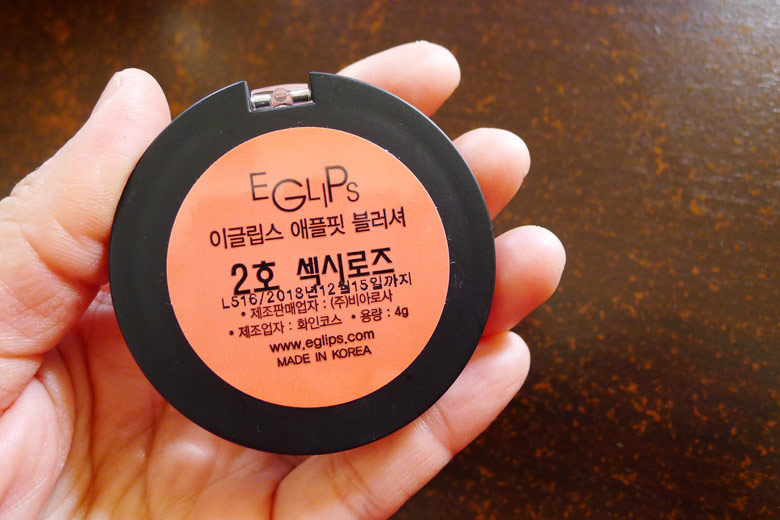 EGLIPS
이글립스 애플핏 블러셔
2호 섹시로즈
L516/2018년12월15일까지
• 제조판매업자 : (주)비아로사
• 제조업자 : 화인코스 • 용량 : 4g
www.eglips.com
MADE IN KOREA